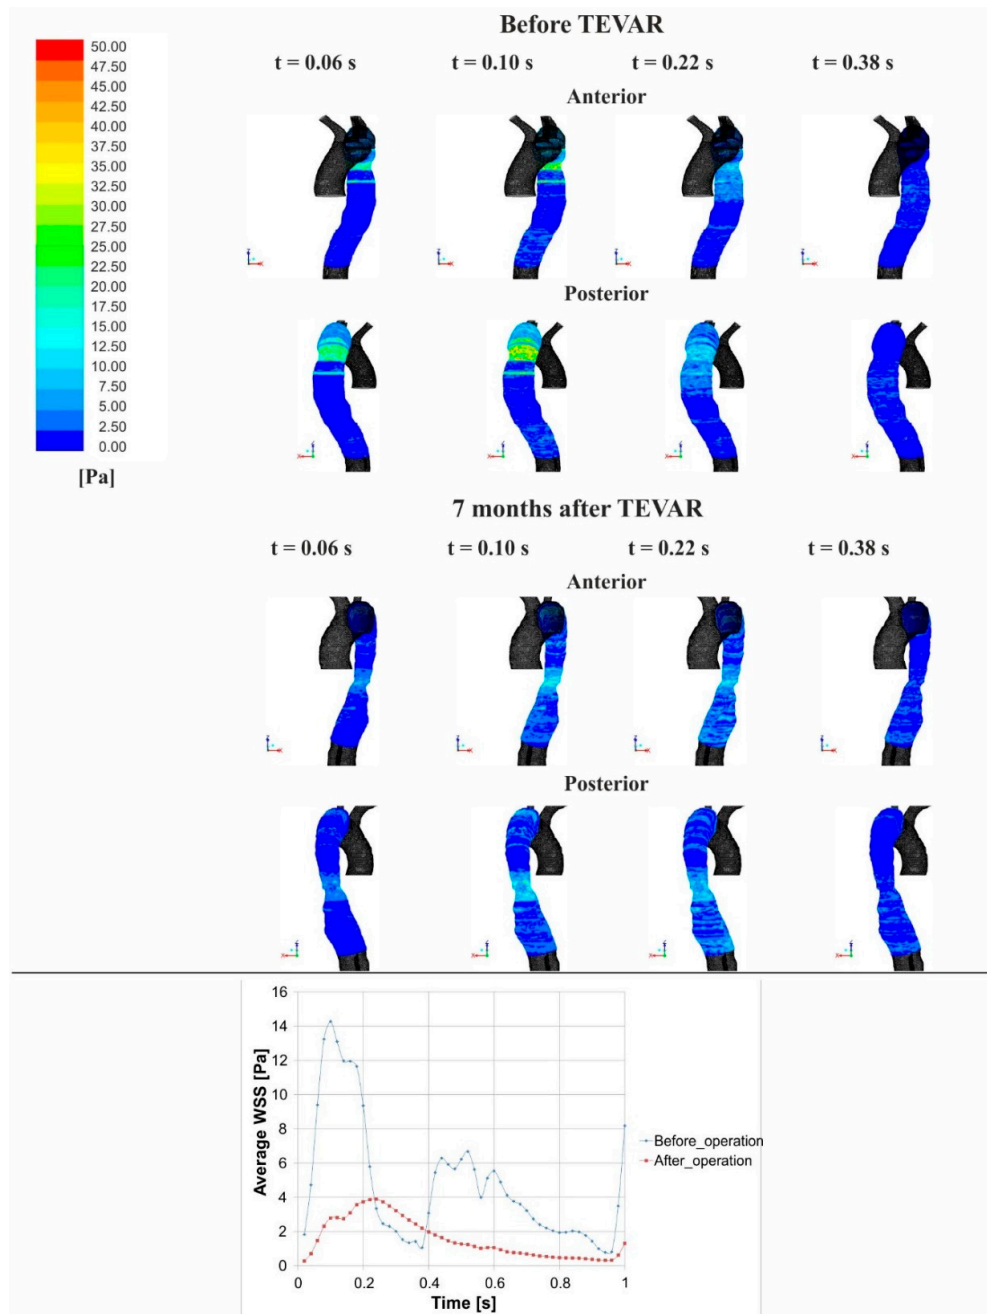 Before TEVAR
t = 0.06 s t = 0.10 s t = 0.22 s t = 0.38 s
Anterior
50.00
47.50
45.00
42.50
40.00
37.50
35.00
32.50
30.00
27.50
25.00
22.50
20.00
17.50
15.00
12.50
10.00
7.50
5.00
2.50
0.00
[Pa]
Posterior
7 months after TEVAR
t = 0.06 s t = 0.10 s t = 0.22 s t = 0.38 s
Anterior
Posterior
16
14
12
10
8
6
4
2
0
Average WSS [Pa]
0 0.2 0.4 0.6 0.8 1
Time [s]
Before_operation
After_operation